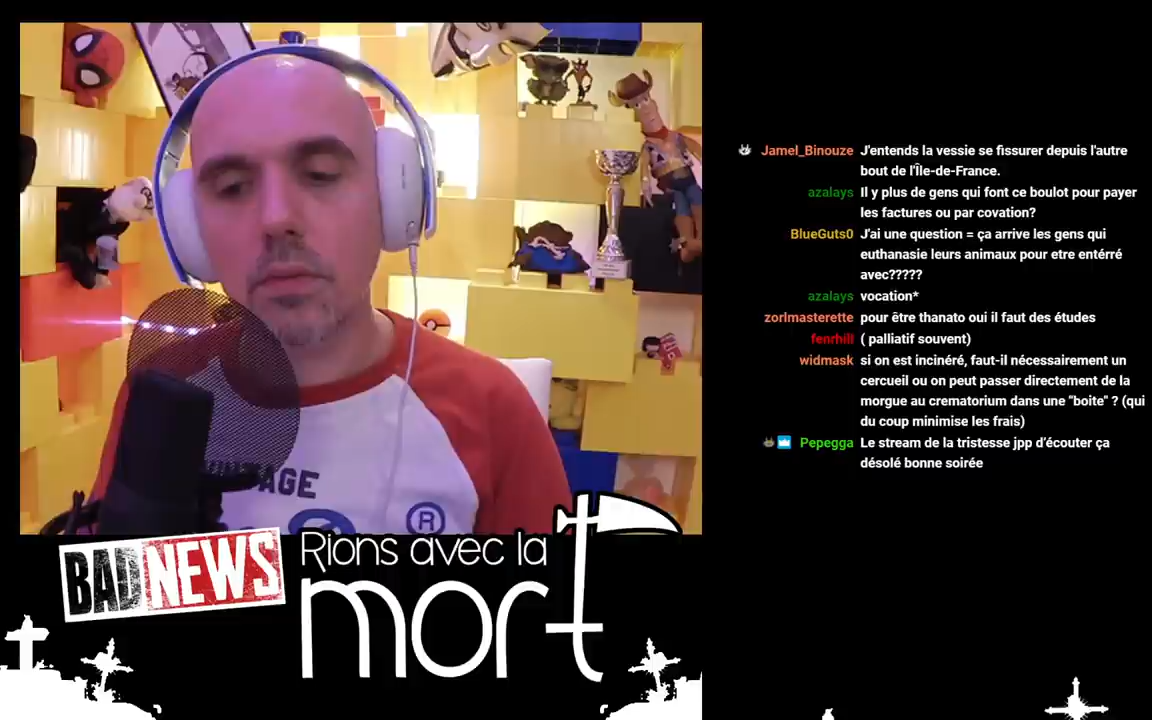 Jamel_Binouze J'entends la vessie se fissurer depuis l'autre
bout de l'Île-de-France.
azalays Il y plus de gens qui font ce boulot pour payer
les factures ou par covation?
BlueGuts0 J'ai une question = ça arrive les gens qui
euthanasie leurs animaux pour etre entérré
avec?????
azalays vocation*
zorlmasterette pour être thanato oui il faut des études
fenrhill ( palliatif souvent)
widmask si on est incinéré, faut-il nécessairement un
cercueil ou on peut passer directement de la
morgue au crematorium dans une "boite" ? (qui
du coup minimise les frais)
Pepegga Le stream de la tristesse jpp d'écouter ça
désolé bonne soirée
AGE
®
BAD NEWS
Rions avec la
mort